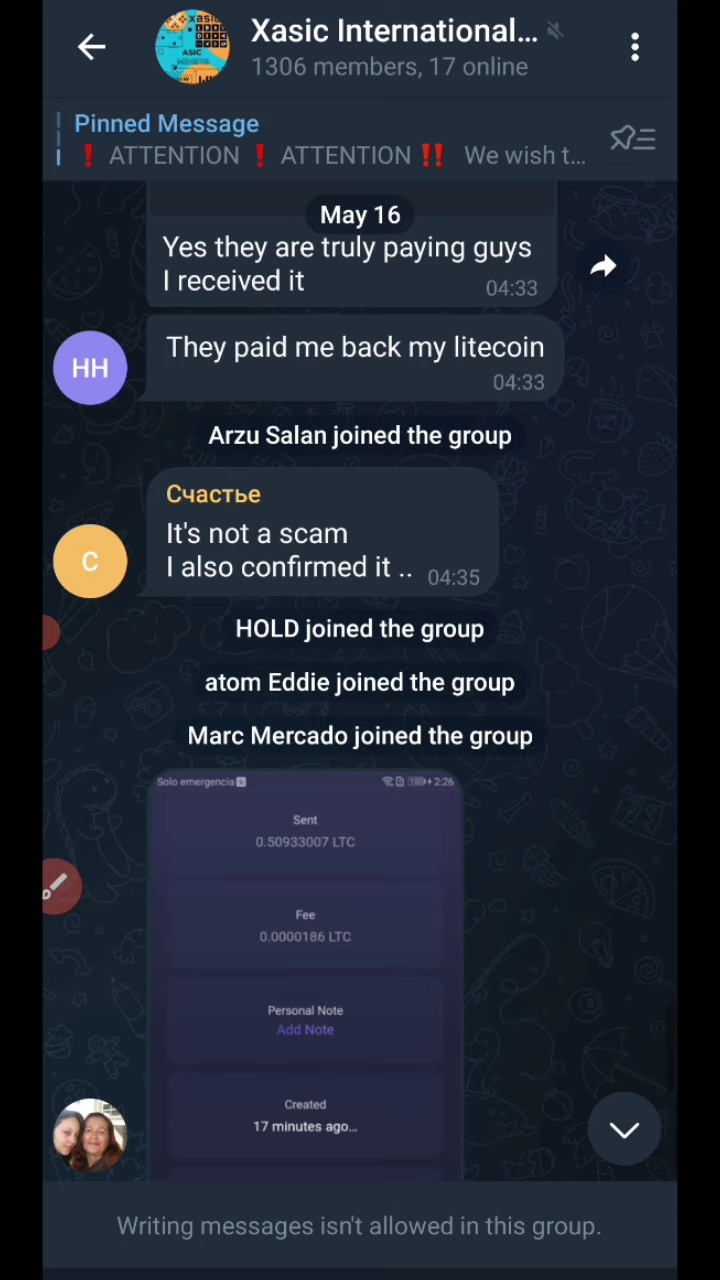 Xasic International...
1306 members, 17 online
Pinned Message
❗ ATTENTION ❗ ATTENTION ‼️ We wish t...
May 16
Yes they are truly paying guys
I received it
04:33
HH
They paid me back my litecoin
04:33
Arzu Salan joined the group
Счастье
It's not a scam
I also confirmed it ..
04:35
C
HOLD joined the group
atom Eddie joined the group
Marc Mercado joined the group
Solo emergencia
2:26
Sent
0.50933007 LTC
Fee
0.0000186 LTC
Personal Note
Add Note
Created
17 minutes ago...
Writing messages isn't allowed in this group.